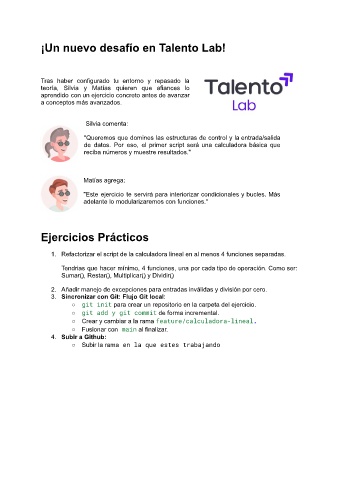 ¡Un nuevo desafío en Talento Lab!
Tras haber configurado tu entorno y repasado la
teoría, Silvia y Matías quieren que afiances lo
aprendido con un ejercicio concreto antes de avanzar
a conceptos más avanzados.
Talento
Lab
Silvia comenta:
"Queremos que domines las estructuras de control y la entrada/salida
de datos. Por eso, el primer script será una calculadora básica que
reciba números y muestre resultados."
Matías agrega:
"Este ejercicio te servirá para interiorizar condicionales y bucles. Más
adelante lo modularizaremos con funciones."
Ejercicios Prácticos
1. Refactorizar el script de la calculadora lineal en al menos 4 funciones separadas.
Tendrías que hacer mínimo, 4 funciones, una por cada tipo de operación. Como ser:
Sumar(), Restar(), Multiplicar() y Dividir()
2. Añadir manejo de excepciones para entradas inválidas y división por cero.
3. Sincronizar con Git: Flujo Git local:
○ git init para crear un repositorio en la carpeta del ejercicio.
○ git add y git commit de forma incremental.
○ Crear y cambiar a la rama feature/calculadora-lineal.
○ Fusionar con main al finalizar.
4. Subir a Github:
○ Subir la rama en la que estes trabajando